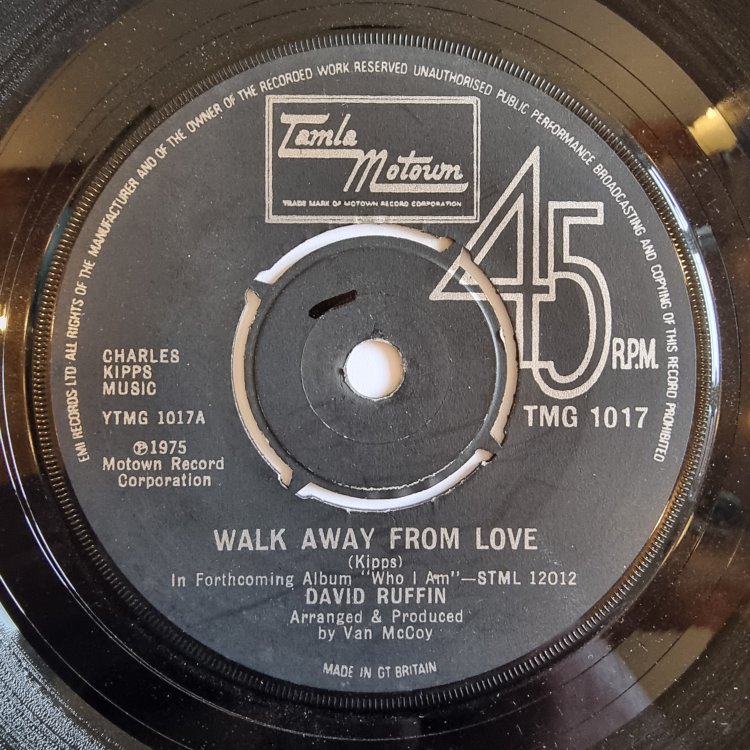 EMI RECORDS LTD·ALL RIGHTS OF THE MANUFACTURER AND OF THE OWNER OF THE RECORDED WORK RESERVED UNAUTHORISED PUBLIC PERFORMANCE BROADCASTING AND COPYING OF THIS RECORD PROHIBITED
Tamla
Motown
TRADE MARK OF MOTOWN RECORD CORPORATION
45
R.P.M.
TMG 1017
CHARLES
KIPPS
MUSIC
YTMG 1017A
℗1975
Motown Record
Corporation
WALK AWAY FROM LOVE
(Kipps)
In Forthcoming Album "Who I Am"—STML 12012
DAVID RUFFIN
Arranged & Produced
by Van McCoy
MADE IN GT BRITAIN